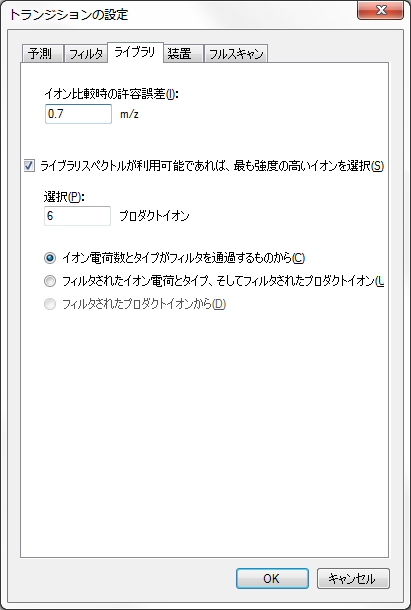 トランジションの設定
予測 フィルタ ライブラリ 装置 フルスキャン
イオン比較時の許容誤差(I):
0.7 m/z
ライブラリスペクトルが利用可能であれば、最も強度の高いイオンを選択(S)
選択(P):
6 プロダクトイオン
イオン電荷数とタイプがフィルタを通過するものから(C)
フィルタされたイオン電荷とタイプ、そしてフィルタされたプロダクトイオン(L
フィルタされたプロダクトイオンから(D)
OK キャンセル